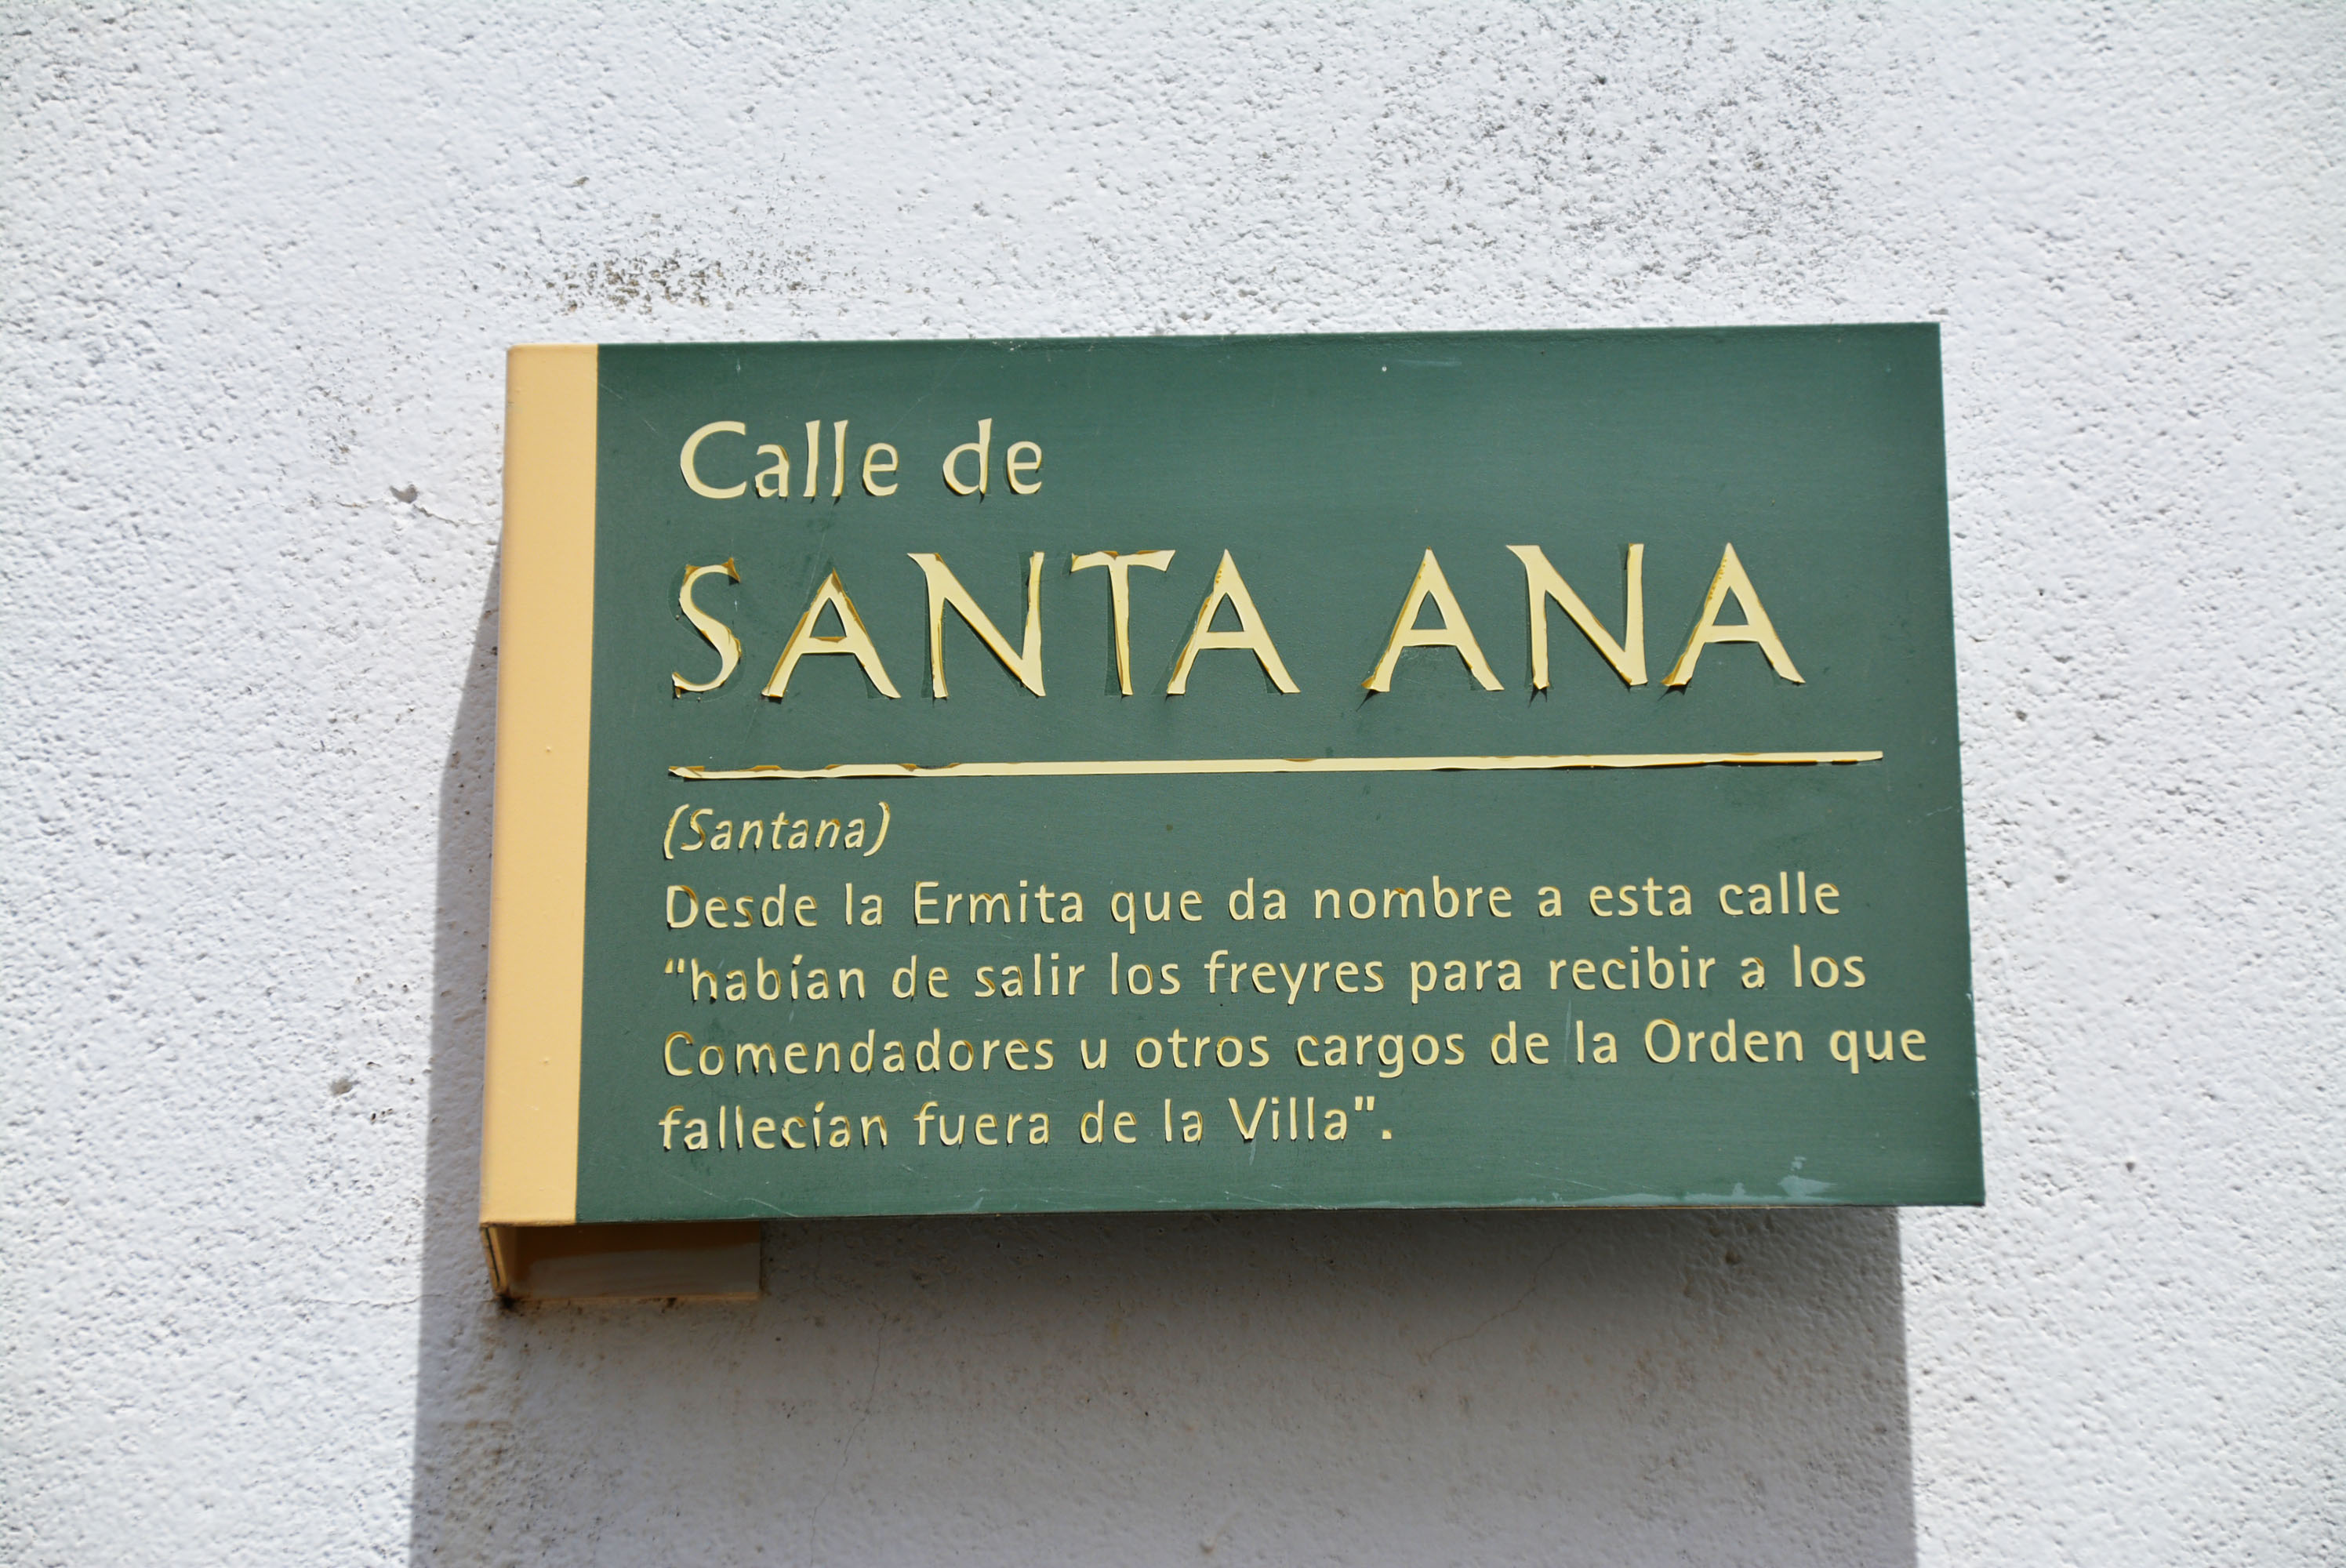 Calle de
SANTA ANA
(Santana)
Desde la Ermita que da nombre a esta calle
“habían de salir los freyres para recibir a los
Comendadores u otros cargos de la Orden que
fallecían fuera de la Villa".